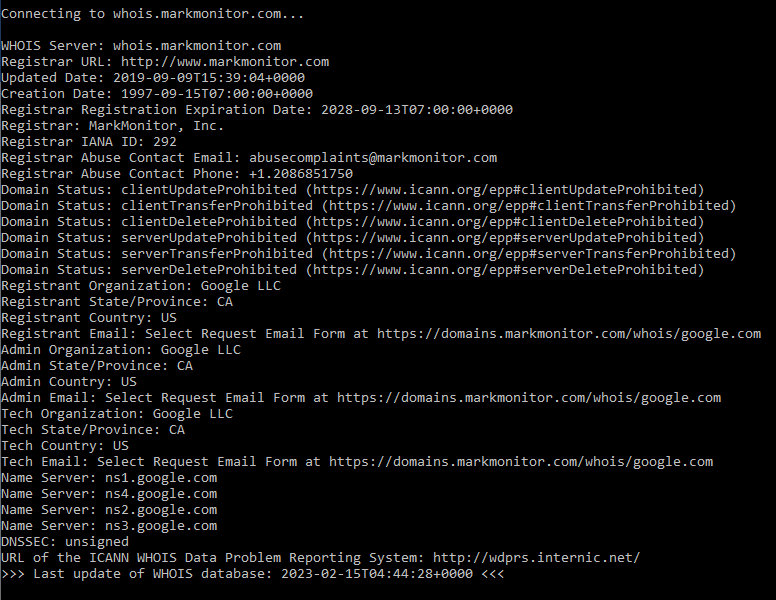 Connecting to whois.markmonitor.com...
WHOIS Server: whois.markmonitor.com
Registrar URL: http://www.markmonitor.com
Updated Date: 2019-09-09T15:39:04+0000
Creation Date: 1997-09-15T07:00:00+0000
Registrar Registration Expiration Date: 2028-09-13T07:00:00+0000
Registrar: MarkMonitor, Inc.
Registrar IANA ID: 292
Registrar Abuse Contact Email: abusecomplaints@markmonitor.com
Registrar Abuse Contact Phone: +1.2086851750
Domain Status: clientUpdateProhibited (https://www.icann.org/epp#clientUpdateProhibited)
Domain Status: clientTransferProhibited (https://www.icann.org/epp#clientTransferProhibited)
Domain Status: clientDeleteProhibited (https://www.icann.org/epp#clientDeleteProhibited)
Domain Status: serverUpdateProhibited (https://www.icann.org/epp#serverUpdateProhibited)
Domain Status: serverTransferProhibited (https://www.icann.org/epp#serverTransferProhibited)
Domain Status: serverDeleteProhibited (https://www.icann.org/epp#serverDeleteProhibited)
Registrant Organization: Google LLC
Registrant State/Province: CA
Registrant Country: US
Registrant Email: Select Request Email Form at https://domains.markmonitor.com/whois/google.com
Admin Organization: Google LLC
Admin State/Province: CA
Admin Country: US
Admin Email: Select Request Email Form at https://domains.markmonitor.com/whois/google.com
Tech Organization: Google LLC
Tech State/Province: CA
Tech Country: US
Tech Email: Select Request Email Form at https://domains.markmonitor.com/whois/google.com
Name Server: ns1.google.com
Name Server: ns4.google.com
Name Server: ns2.google.com
Name Server: ns3.google.com
DNSSEC: unsigned
URL of the ICANN WHOIS Data Problem Reporting System: http://wdprs.internic.net/
>>> Last update of WHOIS database: 2023-02-15T04:44:28+0000 <<<